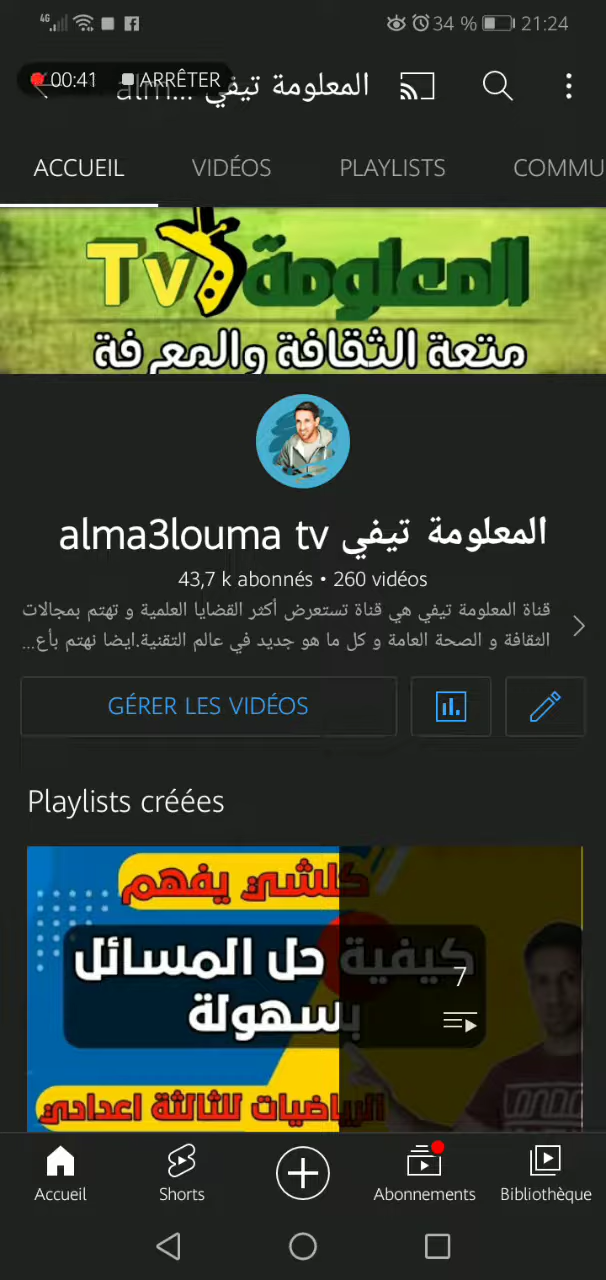 4G
34 %
21:24
00:41
ARRÊTER
المعلومة تيفي alm...
ACCUEIL
VIDÉOS
PLAYLISTS
COMMU
المعلومة Tv
متعة الثقافة والمعرفة
alma3louma tv المعلومة تيفي
43,7 k abonnés • 260 vidéos
قناة المعلومة تيفي هي قناة تستعرض أكثر القضايا العلمية و تهتم بمجالات
الثقافة و الصحة العامة و كل ما هو جديد في عالم التقنية.ايضا نهتم بأع...
GÉRER LES VIDÉOS
Playlists créées
كلشي يفهم
كيفية حل المسائل
بسهولة
7
الرياضيات للثالثة اعدادي
Accueil
Shorts
Abonnements
Bibliothèque